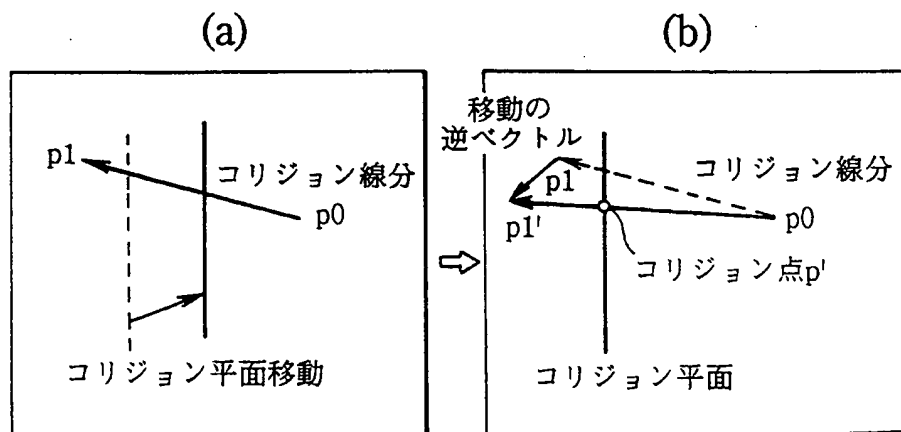 (a)
p1
コリジョン線分
p0
コリジョン平面移動
(b)
移動の
逆ベクトル
コリジョン線分
p1
p1'
p0
コリジョン点p'
コリジョン平面